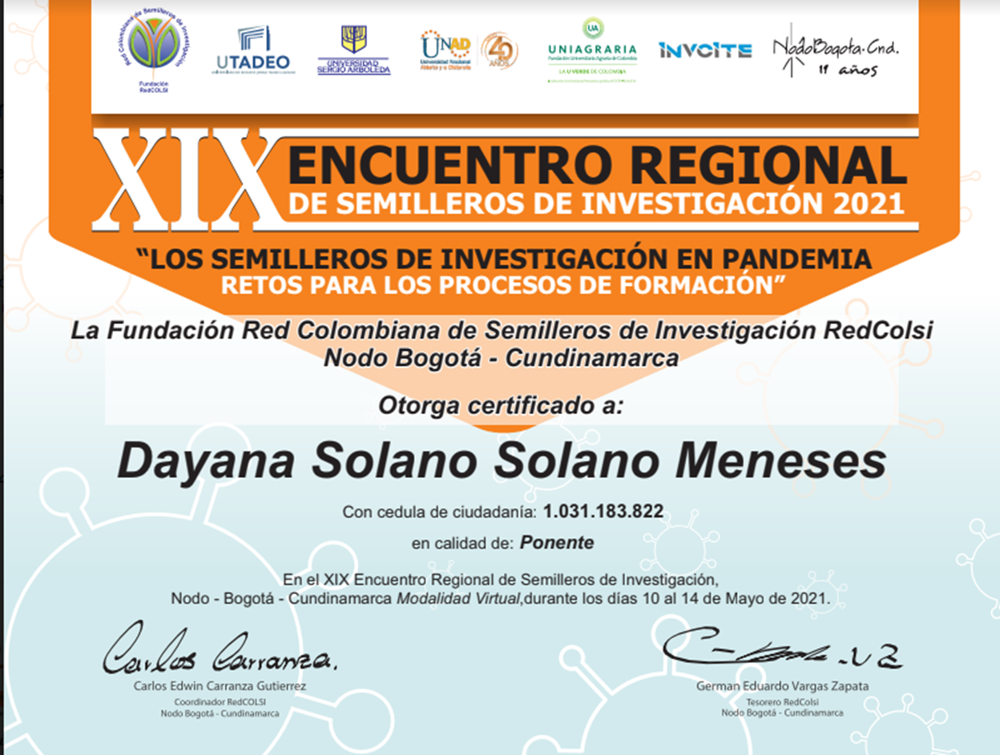 Red Colombiana de Semilleros de Investigación
Fundación
RedCOLSI
UTADEO
UNIVERSIDAD
SERGIO ARBOLEDA
UNAD
Universidad Nacional
Abierta y a Distancia
40
AÑOS
UA
UNIAGRARIA
Fundación Universitaria Agraria de Colombia
LA U VERDE DE COLOMBIA
INVCITE
NodoBogota.Cnd.
19 años
XIX ENCUENTRO REGIONAL
DE SEMILLEROS DE INVESTIGACIÓN 2021
“LOS SEMILLEROS DE INVESTIGACIÓN EN PANDEMIA
RETOS PARA LOS PROCESOS DE FORMACIÓN”
La Fundación Red Colombiana de Semilleros de Investigación RedColsi
Nodo Bogotá - Cundinamarca
Otorga certificado a:
Dayana Solano Solano Meneses
Con cedula de ciudadanía: 1.031.183.822
en calidad de: Ponente
En el XIX Encuentro Regional de Semilleros de Investigación,
Nodo - Bogotá - Cundinamarca Modalidad Virtual,durante los días 10 al 14 de Mayo de 2021.
Carlos Carranza.
Carlos Edwin Carranza Gutierrez
Coordinador RedCOLSI
Nodo Bogotá - Cundinamarca
German Eduardo Vargas Zapata
Tesorero RedColsi
Nodo Bogotá - Cundinamarca